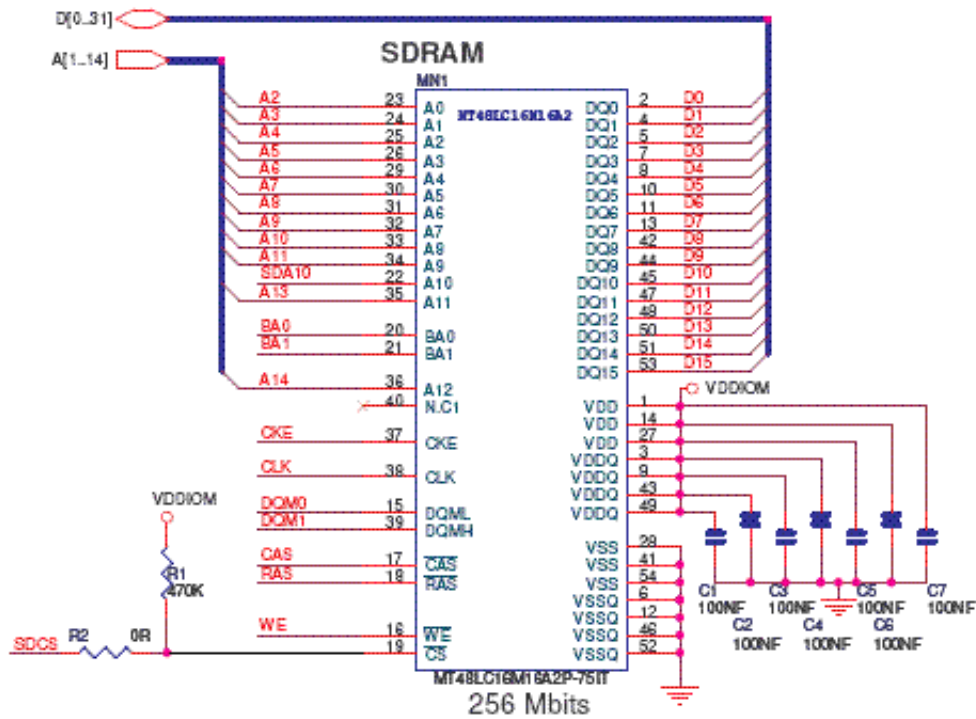 D[0..31]
A[1..14]
SDRAM
MN1
MT48LC16M16A2
A2 23 A0 DQ0 2 D0
A3 24 A1 DQ1 4 D1
A4 25 A2 DQ2 5 D2
A5 26 A3 DQ3 7 D3
A6 29 A4 DQ4 8 D4
A7 30 A5 DQ5 10 D5
A8 31 A6 DQ6 11 D6
A9 32 A7 DQ7 13 D7
A10 33 A8 DQ8 42 D8
A11 34 A9 DQ9 44 D9
SDA10 22 A10 DQ10 45 D10
A13 35 A11 DQ11 47 D11
DQ12 48 D12
BA0 20 BA0 DQ13 50 D13
BA1 21 BA1 DQ14 51 D14
DQ15 53 D15
A14 36 A12
VDDIOM
40 N.C1 VDD 1
VDD 14
CKE 37 CKE VDD 27
VDDQ 3
CLK 38 CLK VDDQ 9
VDDQ 43
VDDIOM
DQM0 15 DQML VDDQ 49
DQM1 39 DQMH
VSS 28
CAS 17 CAS VSS 41
RAS 18 RAS VSS 54
R1
470K
VSSQ 6
VSSQ 12
WE 16 WE VSSQ 46
SDCS R2 0R 19 CS VSSQ 52
C1 C3 C5 C7
100NF 100NF 100NF 100NF
C2 C4 C6
100NF 100NF 100NF
MT48LC16M16A2P-75IT
256 Mbits